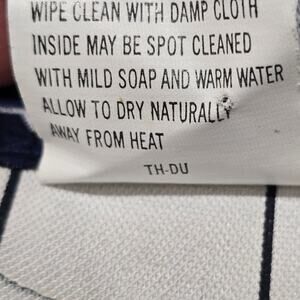 WIPE CLEAN WITH DAMP CLOTH
INSIDE MAY BE SPOT CLEANED
WITH MILD SOAP AND WARM WATER
ALLOW TO DRY NATURALLY
AWAY FROM HEAT
TH-DU